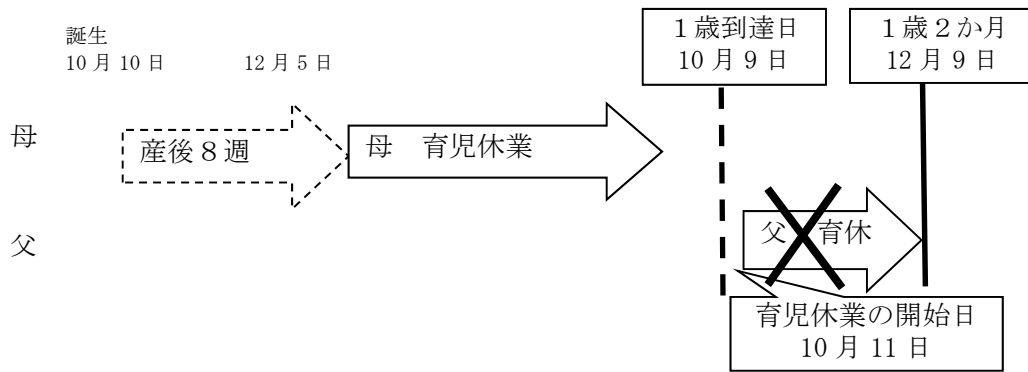 誕生
10月10日 12月5日
1歳到達日
10月9日
1歳2か月
12月9日
母
産後8週
母 育児休業
父
父 育休
育児休業の開始日
10月11日